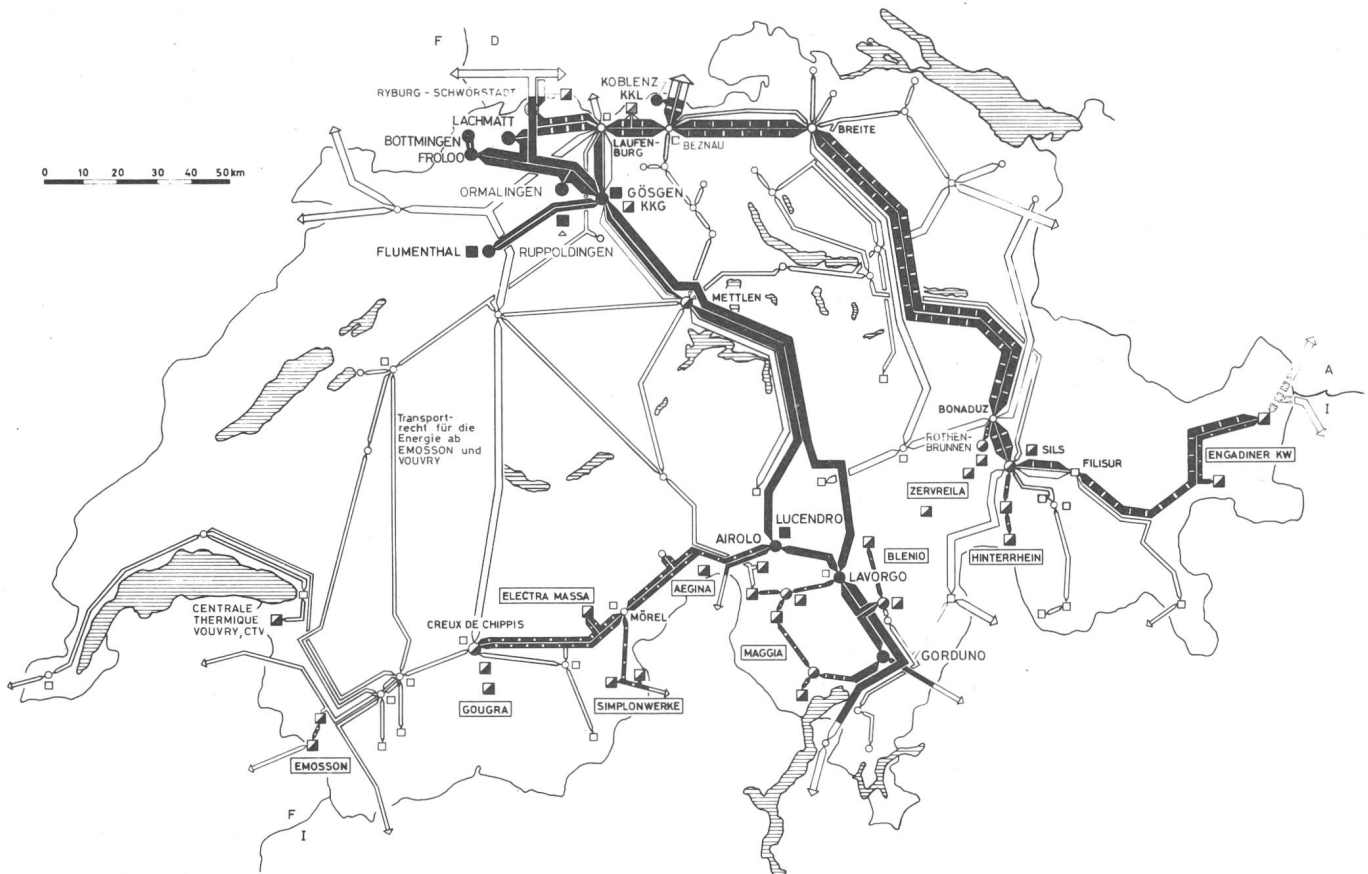 F D
RYBURG - SCHWÖRSTADT
KOBLENZ
KKL
LACHMATT
BOTTMINGEN
FROLOO
LAUFEN-
BURG
BEZNAU
BREITE
0 10 20 30 40 50 km
ORMALINGEN
GÖSGEN
KKG
FLUMENTHAL
RUPPOLDINGEN
METTLEN
A
I
Transport-
recht für die
Energie ab
EMOSSON und
VOUVRY
BONADUZ
ROTHEN-
BRUNNEN
SILS
FILISUR
ENGADINER KW
ZERVREILA
LUCENDRO
AIROLO
BLENIO
HINTERRHEIN
LAVORGO
AEGINA
ELECTRA MASSA
MÖREL
CENTRALE
THERMIQUE
VOUVRY, CTV
CREUX DE CHIPPIS
MAGGIA
GORDUNO
GOUGRA
SIMPLONWERKE
EMOSSON
F
I